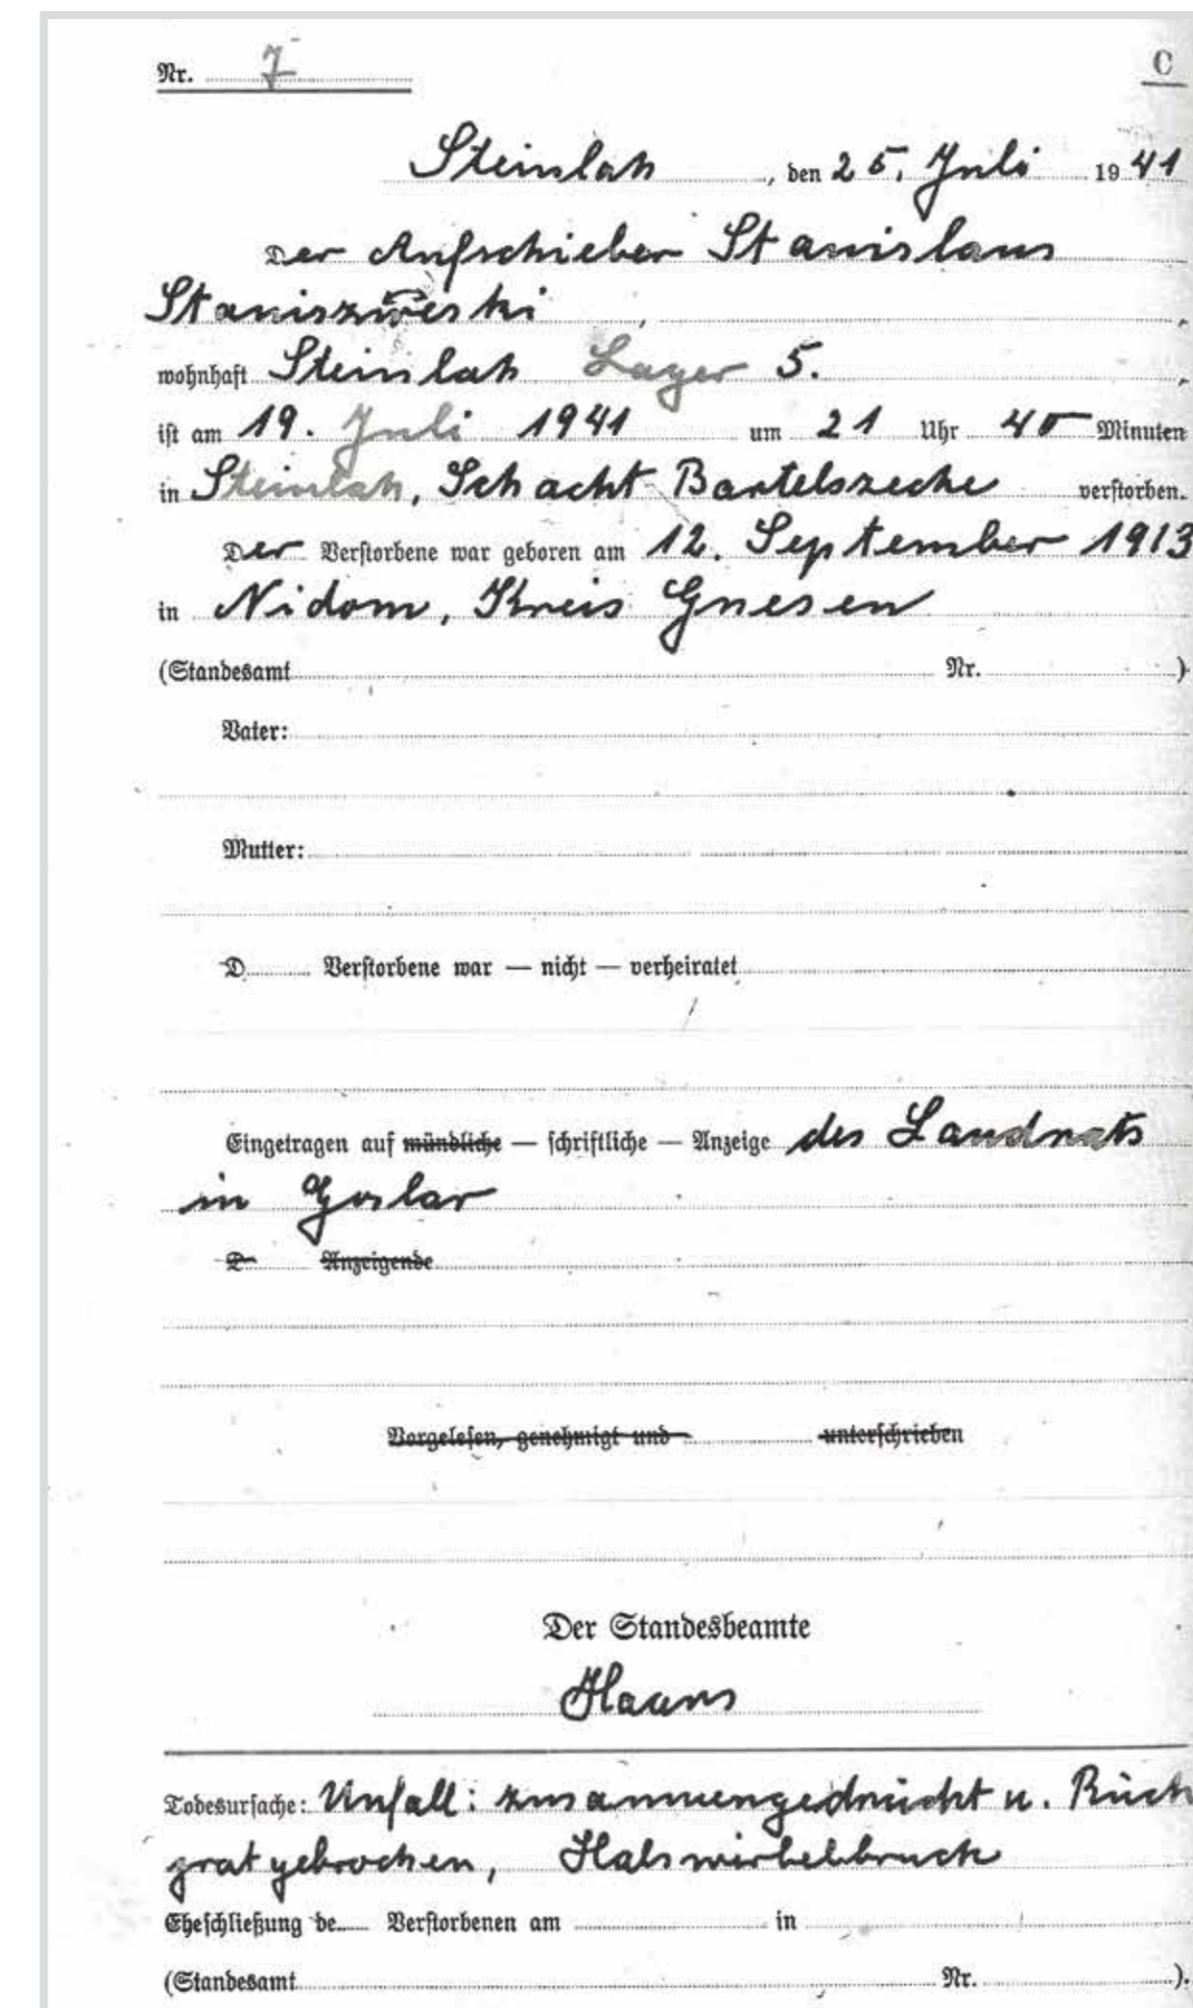 Nr. 7 C
Steinlah, den 25. Juli 1941
Der Aufschieber Stanislaus
Staniszweski,
wohnhaft Steinlah Lager 5.,
ist am 19. Juli 1941 um 21 Uhr 40 Minuten
in Steinlah, Schacht Bartelszeche verstorben.
Der Verstorbene war geboren am 12. September 1913
in Nidom, Kreis Gnesen
(Standesamt Nr. )
Vater:
Mutter:
D Verstorbene war — nicht — verheiratet
Eingetragen auf mündliche — schriftliche — Anzeige des Landrats
in Goslar
D Anzeigende
Vorgelesen, genehmigt und unterschrieben
Der Standesbeamte
Todesursache: Unfall: zusammengedrückt u. Rück
grat gebrochen, Halswirbelbruch
Eheschließung de Verstorbenen am in
(Standesamt Nr. ).